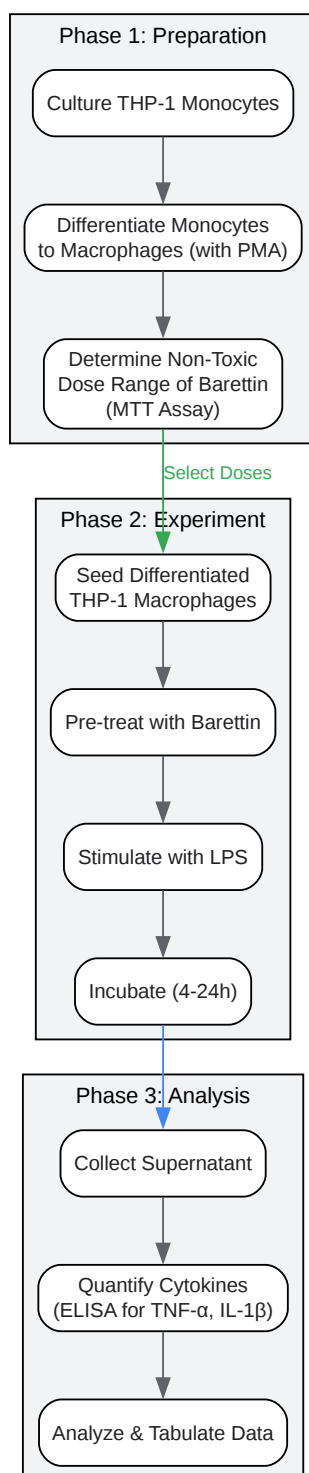 Phase 1: Preparation
Culture THP-1 Monocytes
Differentiate Monocytes
to Macrophages (with PMA)
Determine Non-Toxic
Dose Range of Barettin
(MTT Assay)
Select Doses
Phase 2: Experiment
Seed Differentiated
THP-1 Macrophages
Pre-treat with Barettin
Stimulate with LPS
Incubate (4-24h)
Phase 3: Analysis
Collect Supernatant
Quantify Cytokines
(ELISA for TNF-α, IL-1β)
Analyze & Tabulate Data